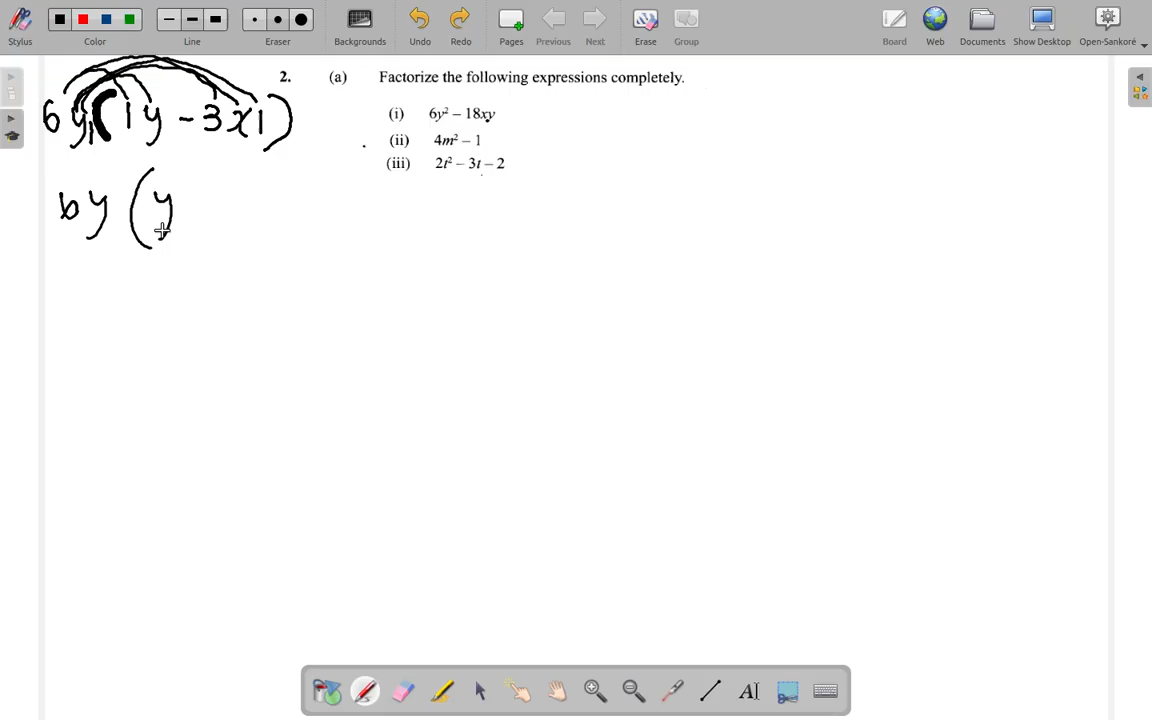 Stylus Color Line Eraser Backgrounds Undo Redo Pages Previous Next Erase Group Board Web Documents Show Desktop Open-Sankoré
2. (a) Factorize the following expressions completely.
(i) 6y² – 18xy
(ii) 4m² – 1
(iii) 2t² – 3t – 2
6y(1y - 3x1)
6y (y